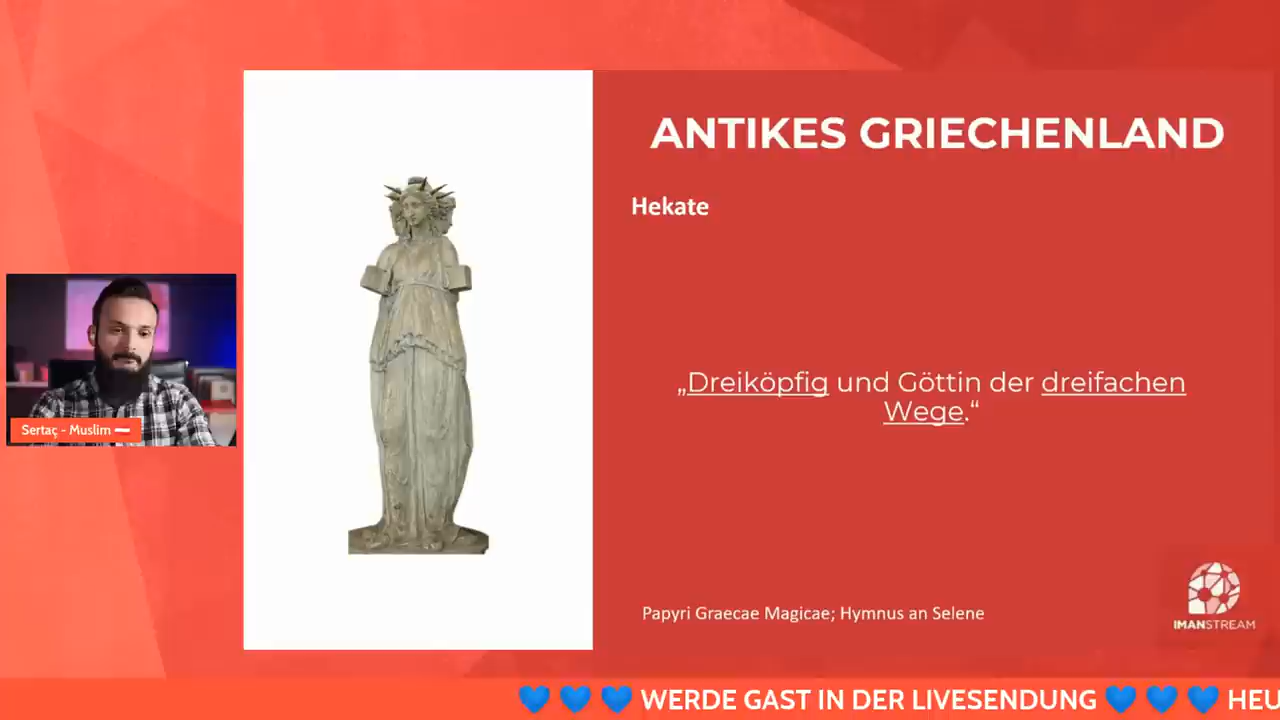 ANTIKES GRIECHENLAND
Hekate
„Dreiköpfig und Göttin der dreifachen
Wege.“
Sertaç - Muslim
Papyri Graecae Magicae; Hymnus an Selene
IMANSTREAM
💙 💙 💙 WERDE GAST IN DER LIVESENDUNG 💙 💙 💙 HEU